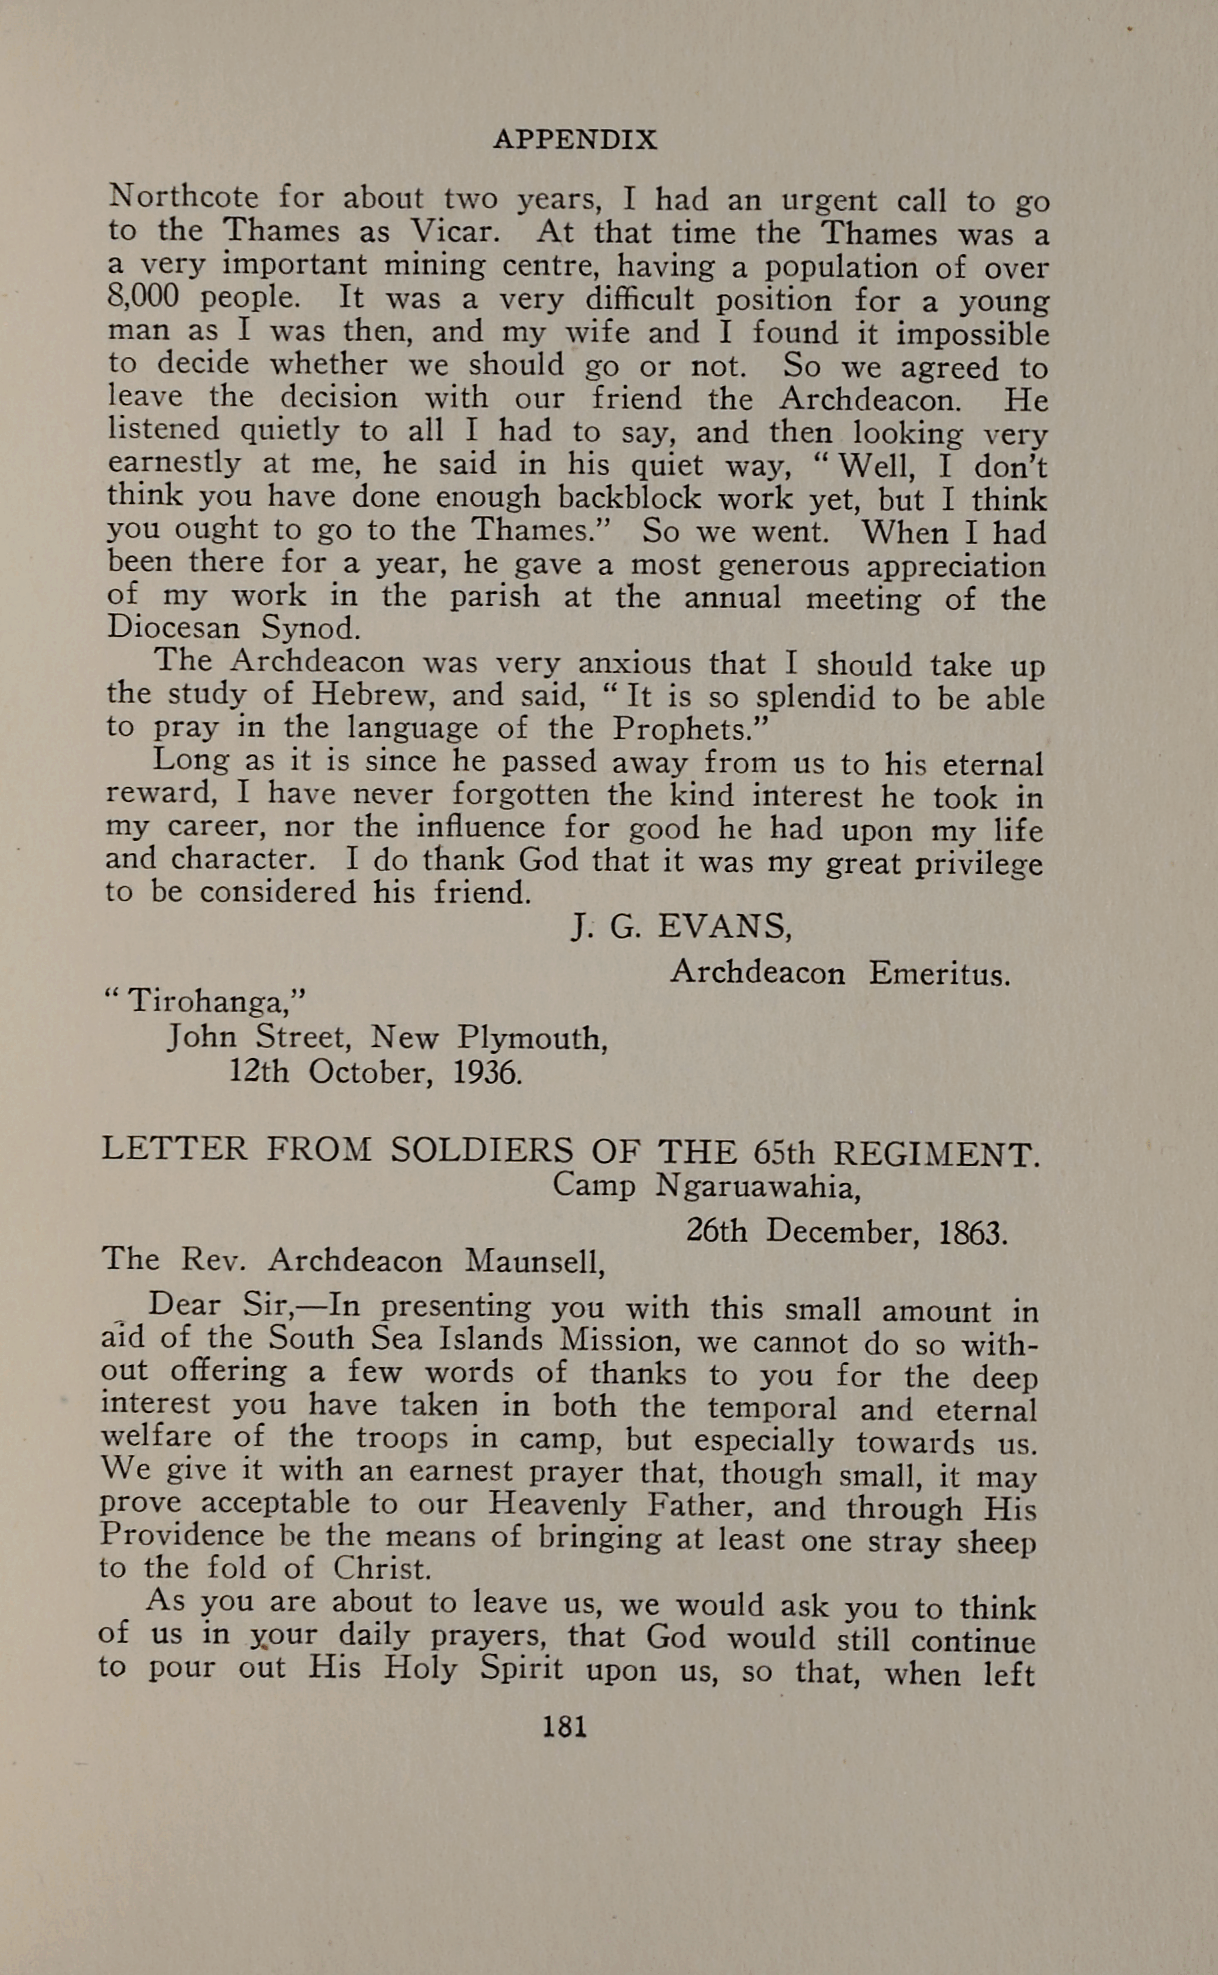 APPENDIX
Northcote for about two years, I had an urgent call to go
to the Thames as Vicar. At that time the Thames was a
a very important mining centre, having a population of over
8,000 people. It was a very difficult position for a young
man as I was then, and my wife and I found it impossible
to decide whether we should go or not. So we agreed to
leave the decision with our friend the Archdeacon. He
listened quietly to all I had to say, and then looking very
earnestly at me, he said in his quiet way, “Well, I don't
think you have done enough backblock work yet, but I think
you ought to go to the Thames.” So we went. When I had
been there for a year, he gave a most generous appreciation
of my work in the parish at the annual meeting of the
Diocesan Synod.
The Archdeacon was very anxious that I should take up
the study of Hebrew, and said, “It is so splendid to be able
to pray in the language of the Prophets.”
Long as it is since he passed away from us to his eternal
reward, I have never forgotten the kind interest he took in
my career, nor the influence for good he had upon my life
and character. I do thank God that it was my great privilege
to be considered his friend.
J. G. EVANS,
Archdeacon Emeritus.
“Tirohanga,”
John Street, New Plymouth,
12th October, 1936.
LETTER FROM SOLDIERS OF THE 65th REGIMENT.
Camp Ngaruawahia,
26th December, 1863.
The Rev. Archdeacon Maunsell,
Dear Sir,—In presenting you with this small amount in
aid of the South Sea Islands Mission, we cannot do so with-
out offering a few words of thanks to you for the deep
interest you have taken in both the temporal and eternal
welfare of the troops in camp, but especially towards us.
We give it with an earnest prayer that, though small, it may
prove acceptable to our Heavenly Father, and through His
Providence be the means of bringing at least one stray sheep
to the fold of Christ.
As you are about to leave us, we would ask you to think
of us in your daily prayers, that God would still continue
to pour out His Holy Spirit upon us, so that, when left
181